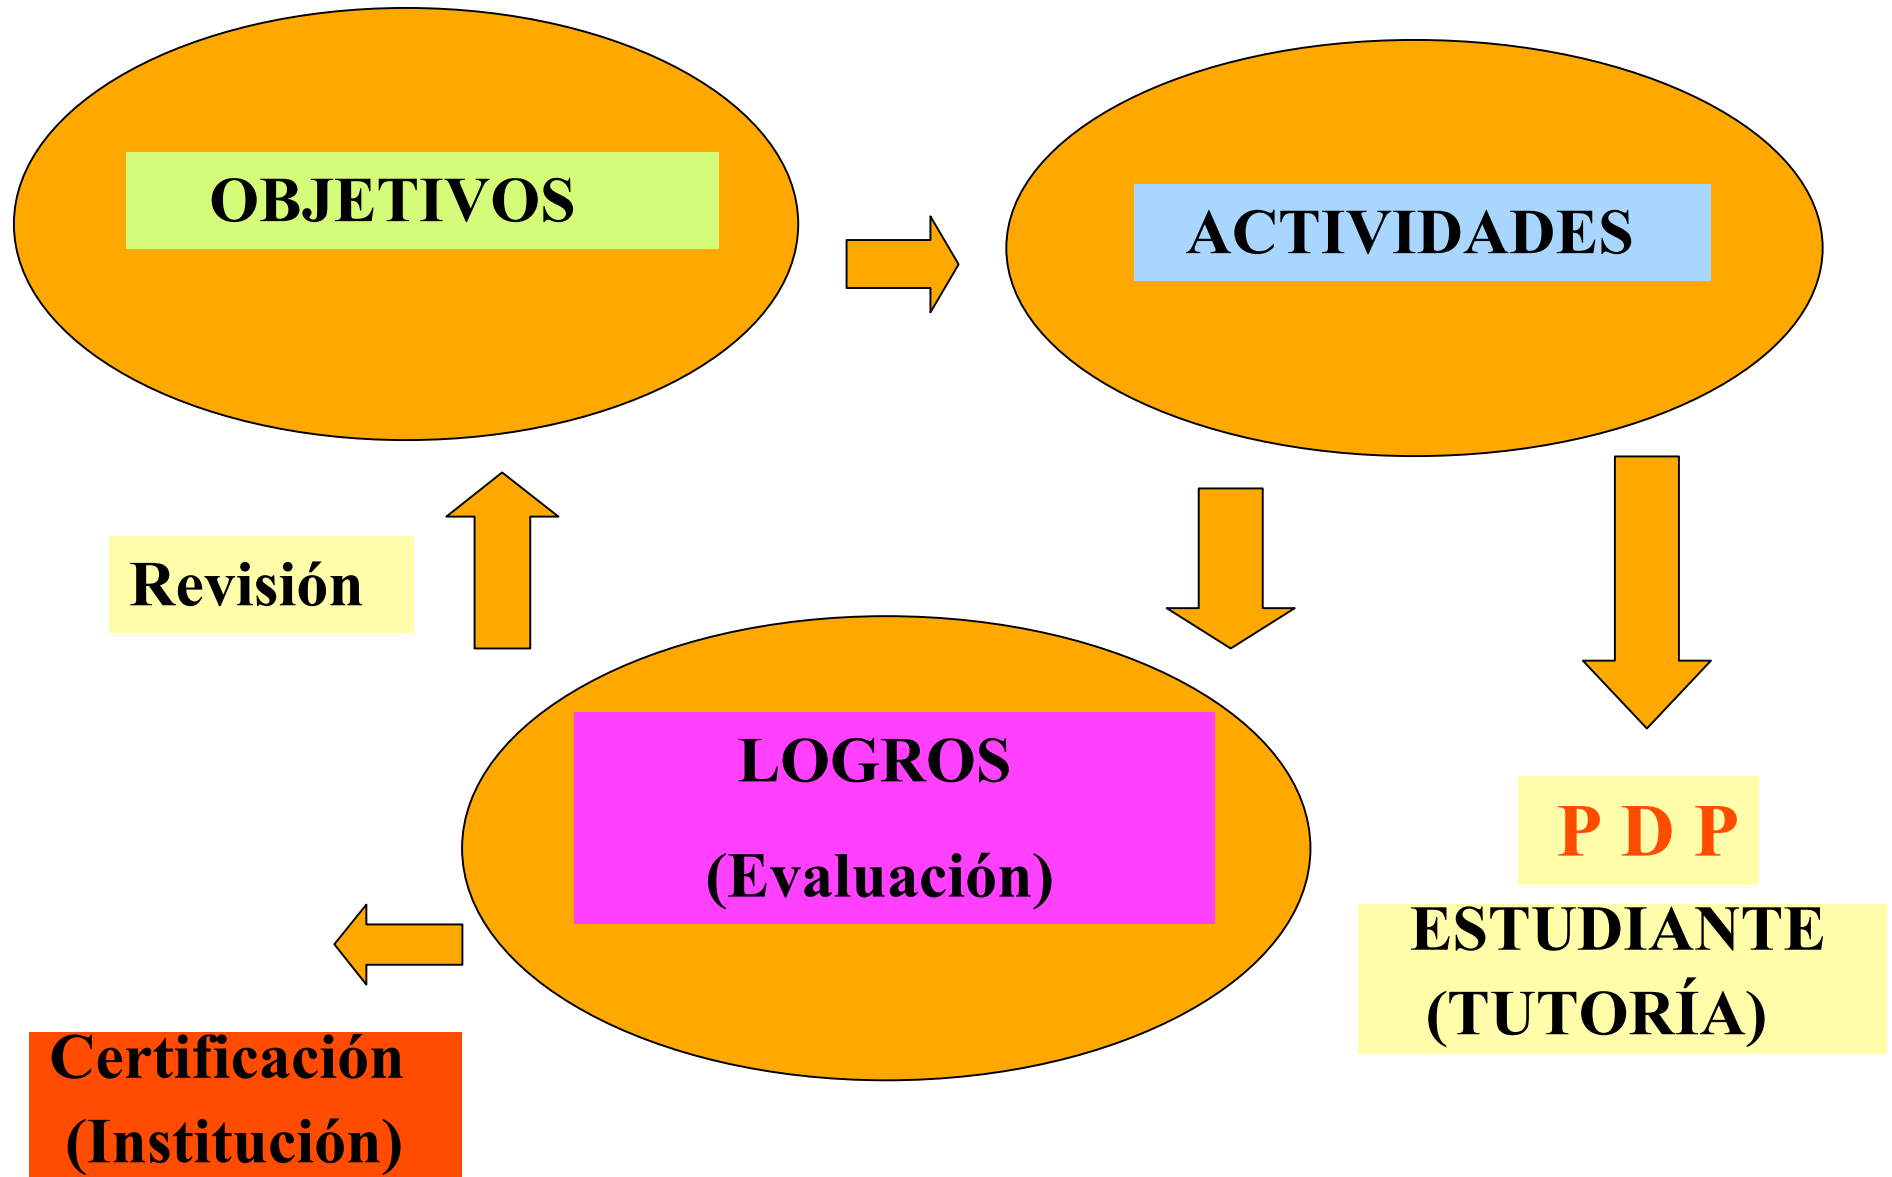 OBJETIVOS
ACTIVIDADES
Revisión
LOGROS
(Evaluación)
P D P
ESTUDIANTE
(TUTORÍA)
Certificación
(Institución)